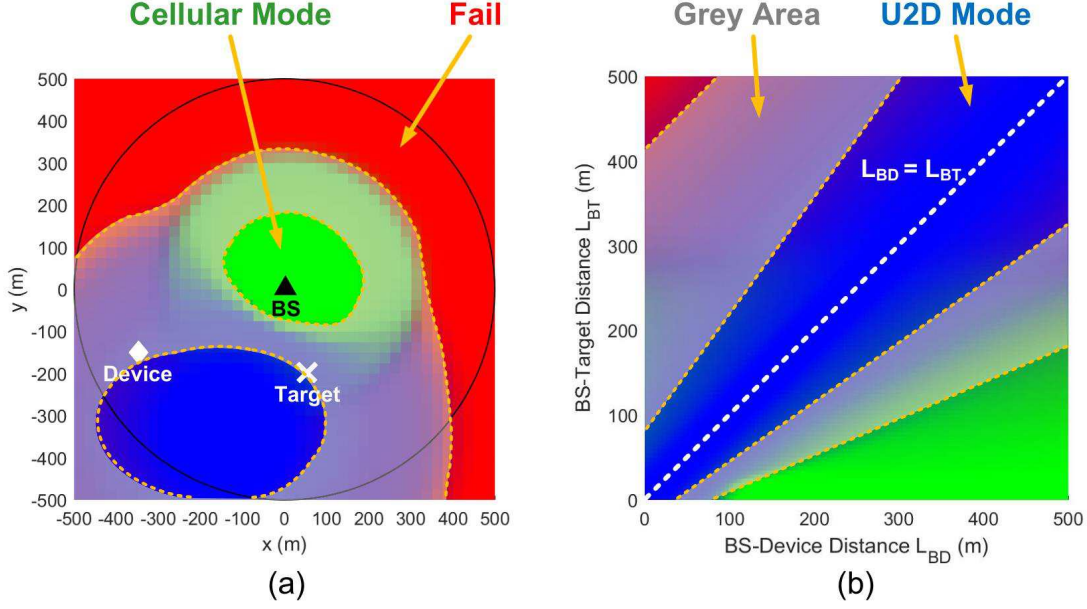 Cellular Mode
Fail
Grey Area
U2D Mode
500
400
300
200
100
0
-100
-200
-300
-400
-500
y (m)
BS
Device
Target
-500 -400 -300 -200 -100 0 100 200 300 400 500
x (m)
(a)
500
400
300
200
100
0
BS-Target Distance L_BT (m)
L_BD = L_BT
0 100 200 300 400 500
BS-Device Distance L_BD (m)
(b)